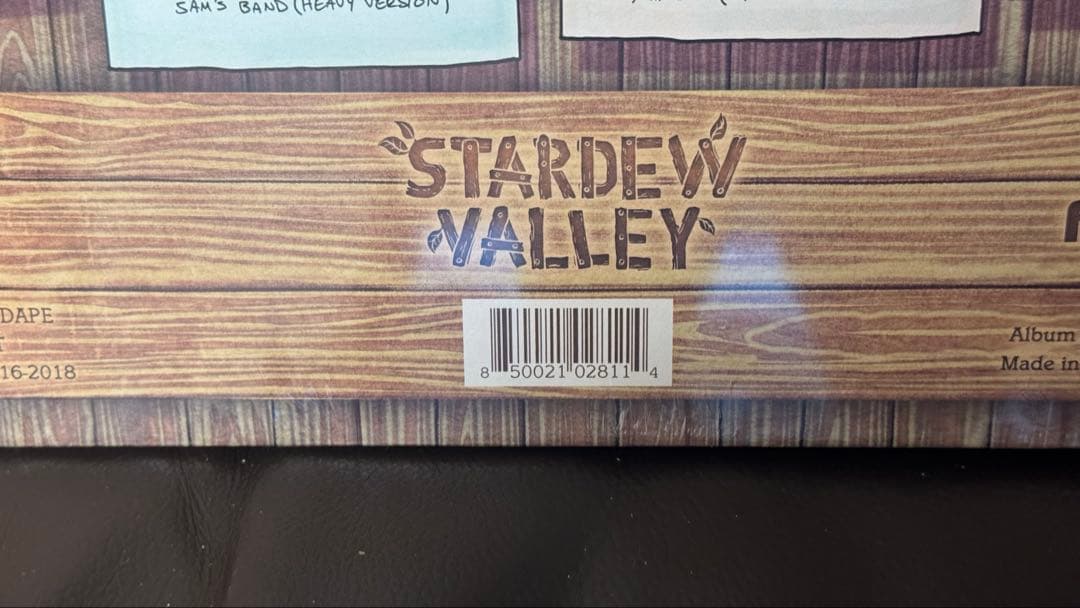 SAM'S BAND (HEAVY VERSION)
STARDEW
VALLEY
DAPE
16-2018
8 50021 02811 4
Album
Made in